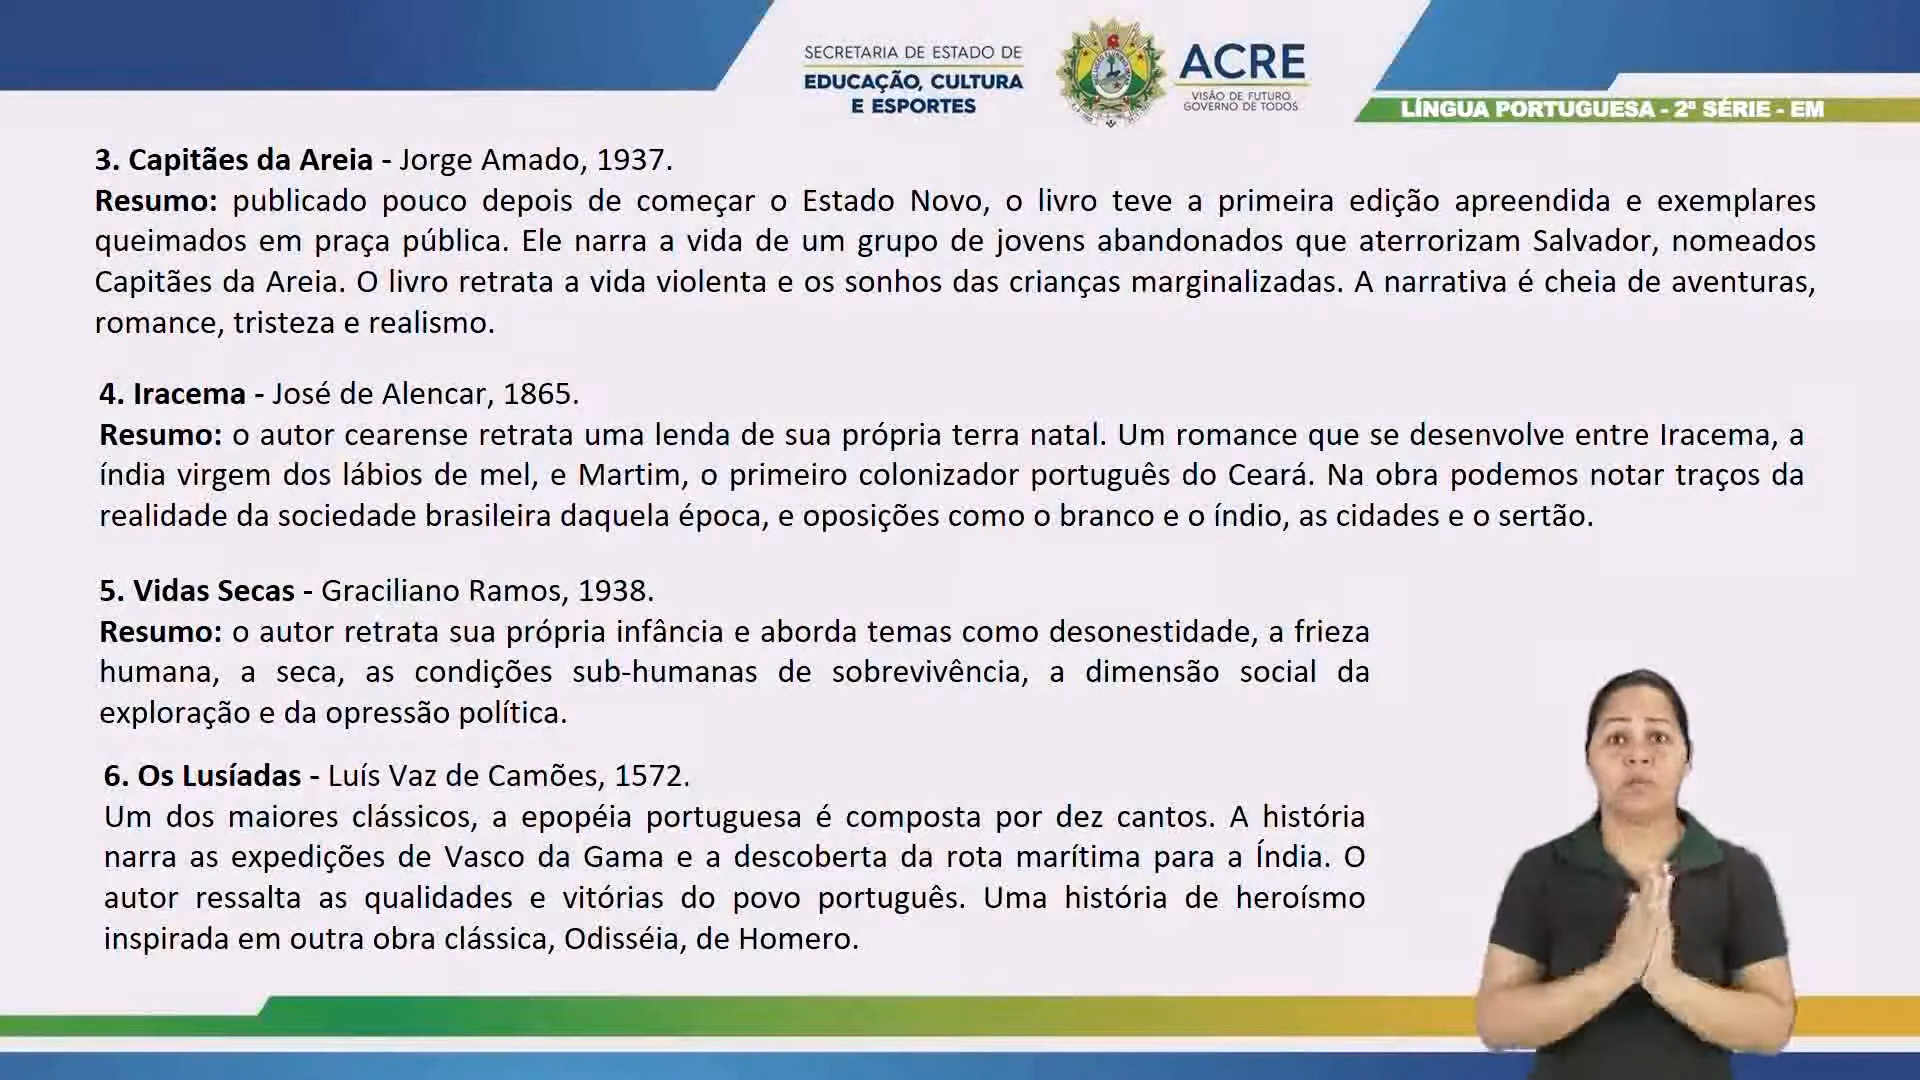 SECRETARIA DE ESTADO DE
EDUCAÇÃO, CULTURA
E ESPORTES
ACRE
VISÃO DE FUTURO
GOVERNO DE TODOS
LÍNGUA PORTUGUESA - 2ª SÉRIE - EM
3. Capitães da Areia - Jorge Amado, 1937.
Resumo: publicado pouco depois de começar o Estado Novo, o livro teve a primeira edição apreendida e exemplares
queimados em praça pública. Ele narra a vida de um grupo de jovens abandonados que aterrorizam Salvador, nomeados
Capitães da Areia. O livro retrata a vida violenta e os sonhos das crianças marginalizadas. A narrativa é cheia de aventuras,
romance, tristeza e realismo.
4. Iracema - José de Alencar, 1865.
Resumo: o autor cearense retrata uma lenda de sua própria terra natal. Um romance que se desenvolve entre Iracema, a
índia virgem dos lábios de mel, e Martim, o primeiro colonizador português do Ceará. Na obra podemos notar traços da
realidade da sociedade brasileira daquela época, e oposições como o branco e o índio, as cidades e o sertão.
5. Vidas Secas - Graciliano Ramos, 1938.
Resumo: o autor retrata sua própria infância e aborda temas como desonestidade, a frieza
humana, a seca, as condições sub-humanas de sobrevivência, a dimensão social da
exploração e da opressão política.
6. Os Lusíadas - Luís Vaz de Camões, 1572.
Um dos maiores clássicos, a epopéia portuguesa é composta por dez cantos. A história
narra as expedições de Vasco da Gama e a descoberta da rota marítima para a Índia. O
autor ressalta as qualidades e vitórias do povo português. Uma história de heroísmo
inspirada em outra obra clássica, Odisséia, de Homero.